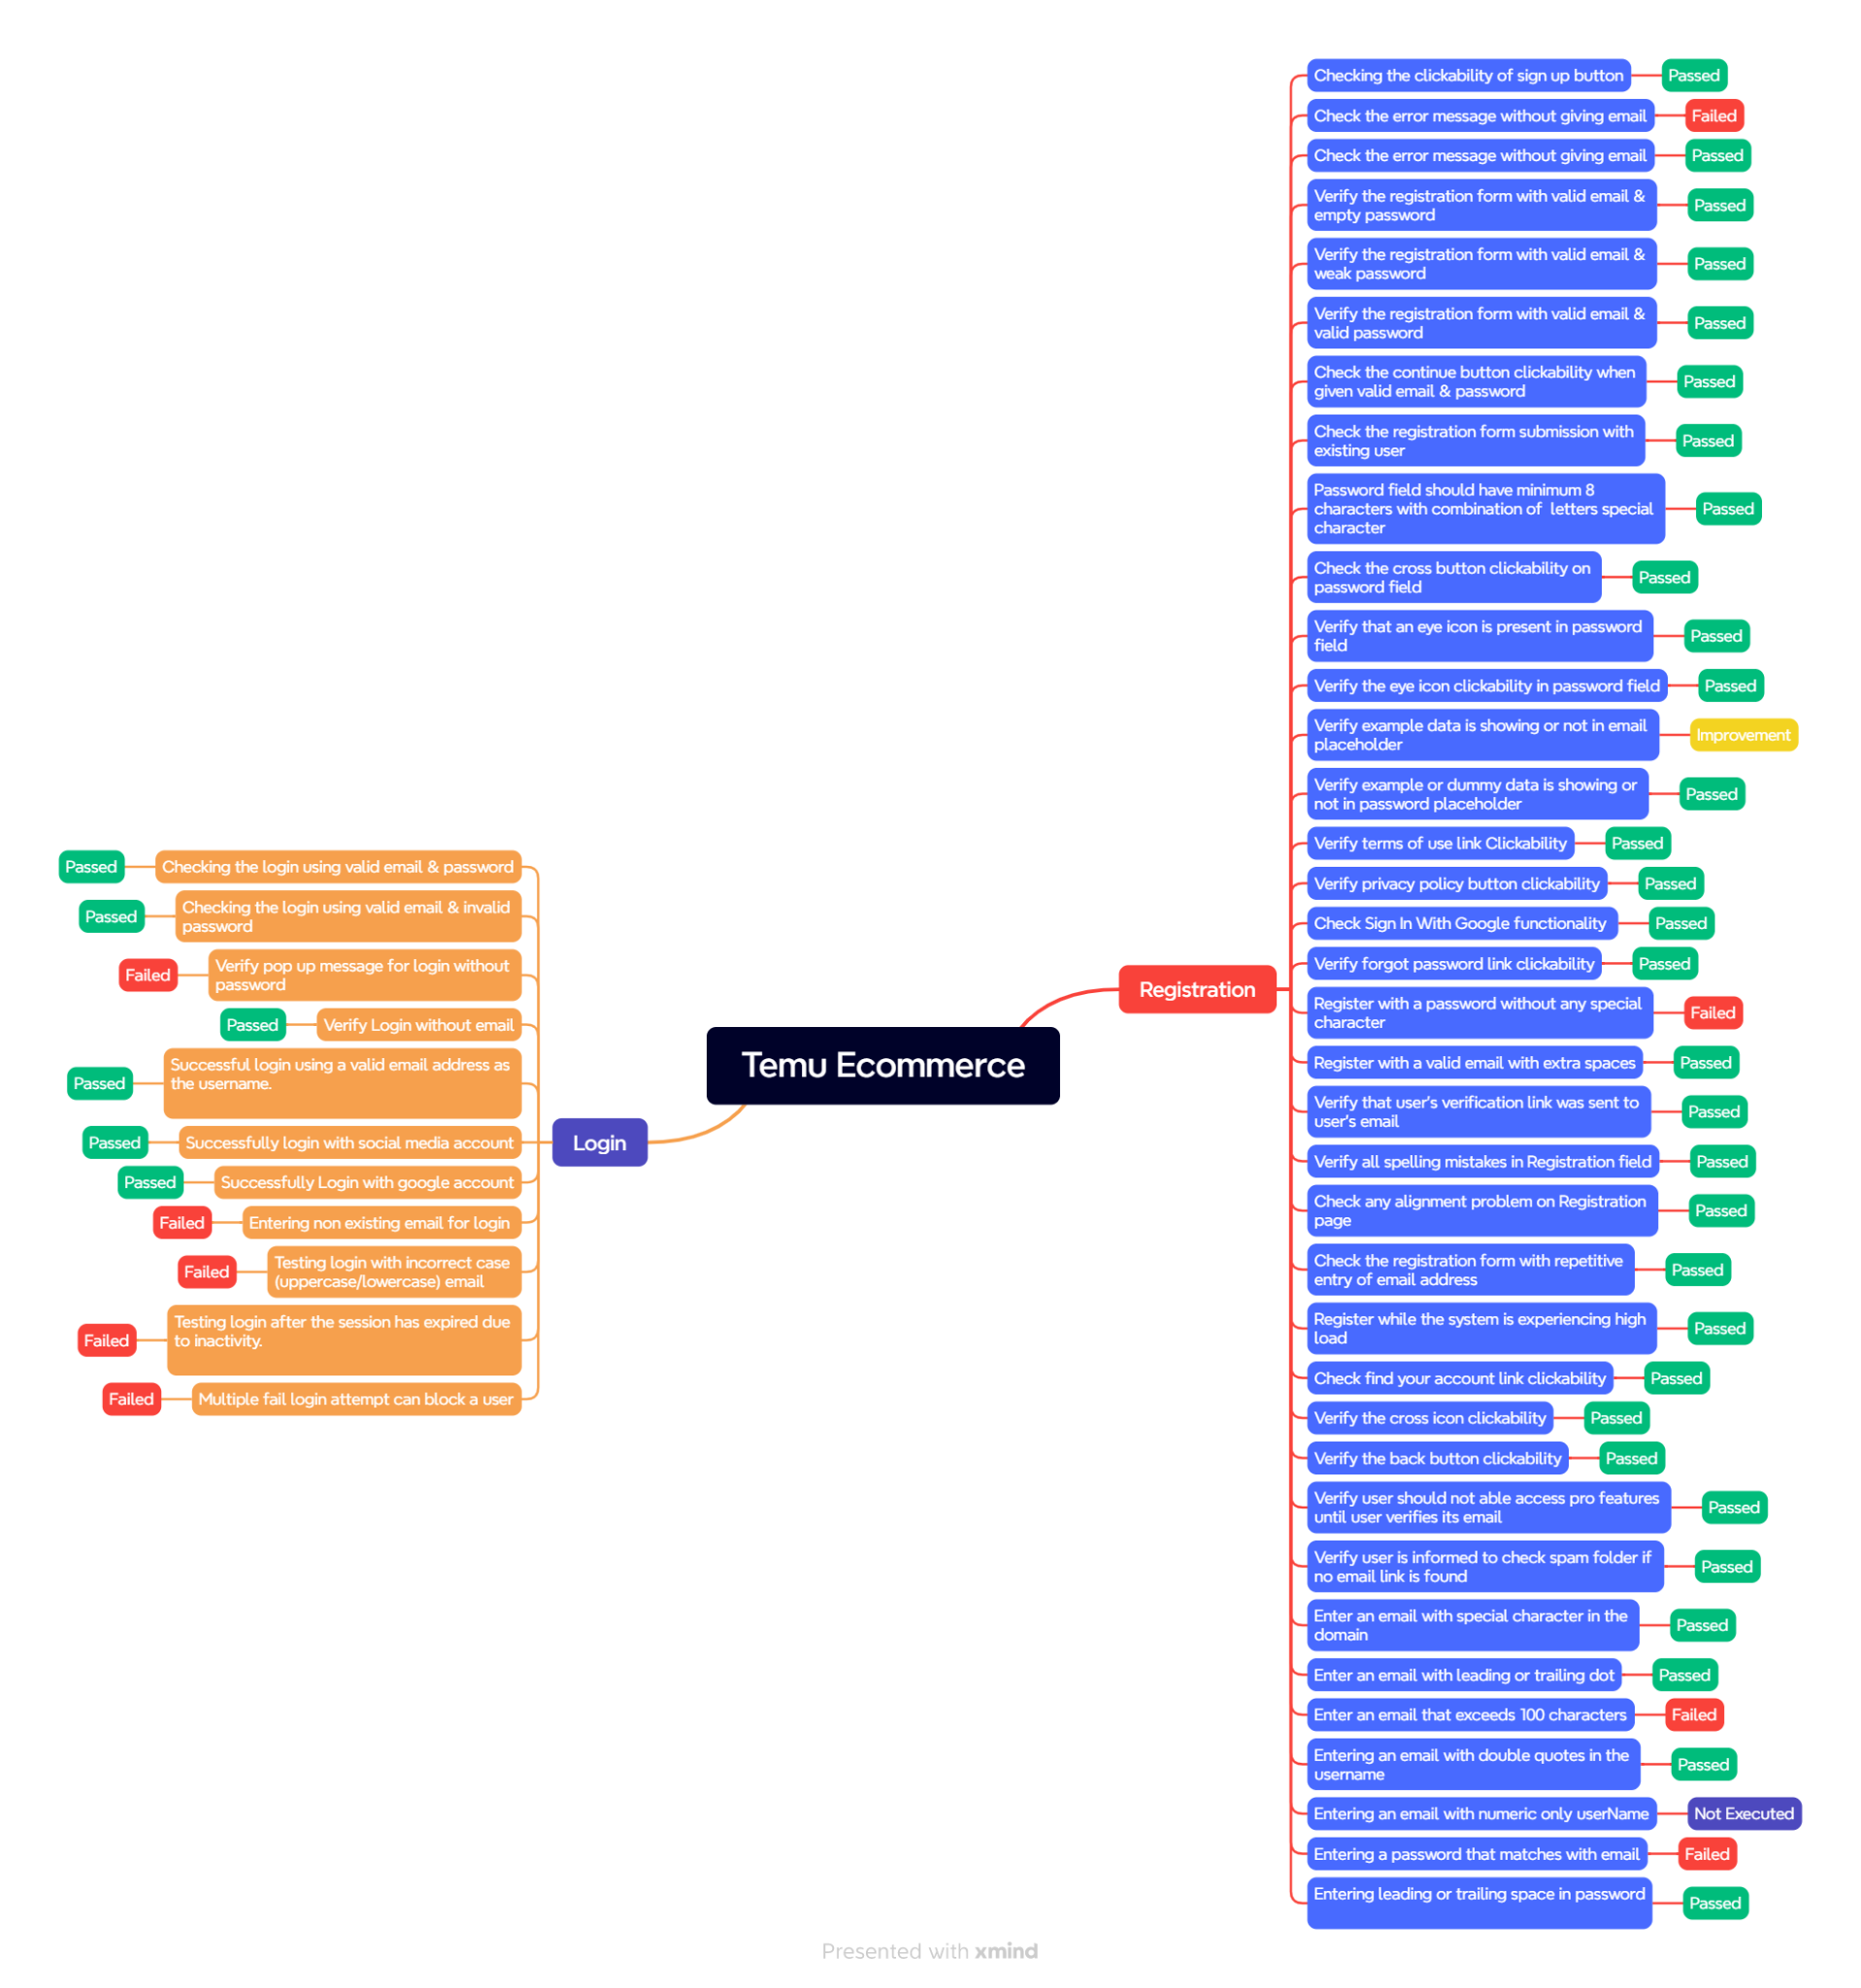 Temu Ecommerce
Registration
Checking the clickability of sign up button
Passed
Check the error message without giving email
Failed
Check the error message without giving email
Passed
Verify the registration form with valid email &
empty password
Passed
Verify the registration form with valid email &
weak password
Passed
Verify the registration form with valid email &
valid password
Passed
Check the continue button clickability when
given valid email & password
Passed
Check the registration form submission with
existing user
Passed
Password field should have minimum 8
characters with combination of  letters special
character
Passed
Check the cross button clickability on
password field
Passed
Verify that an eye icon is present in password
field
Passed
Verify the eye icon clickability in password field
Passed
Verify example data is showing or not in email
placeholder
Improvement
Verify example or dummy data is showing or
not in password placeholder
Passed
Verify terms of use link Clickability
Passed
Verify privacy policy button clickability
Passed
Check Sign In With Google functionality
Passed
Verify forgot password link clickability
Passed
Register with a password without any special
character
Failed
Register with a valid email with extra spaces
Passed
Verify that user's verification link was sent to
user's email
Passed
Verify all spelling mistakes in Registration field
Passed
Check any alignment problem on Registration
page
Passed
Check the registration form with repetitive
entry of email address
Passed
Register while the system is experiencing high
load
Passed
Check find your account link clickability
Passed
Verify the cross icon clickability
Passed
Verify the back button clickability
Passed
Verify user should not able access pro features
until user verifies its email
Passed
Verify user is informed to check spam folder if
no email link is found
Passed
Enter an email with special character in the
domain
Passed
Enter an email with leading or trailing dot
Passed
Enter an email that exceeds 100 characters
Failed
Entering an email with double quotes in the
username
Passed
Entering an email with numeric only userName
Not Executed
Entering a password that matches with email
Failed
Entering leading or trailing space in password
Passed
Login
Checking the login using valid email & password
Passed
Checking the login using valid email & invalid
password
Passed
Verify pop up message for login without
password
Failed
Verify Login without email
Passed
Successful login using a valid email address as
the username.
Passed
Successfully login with social media account
Passed
Successfully Login with google account
Passed
Entering non existing email for login
Failed
Testing login with incorrect case
(uppercase/lowercase) email
Failed
Testing login after the session has expired due
to inactivity.
Failed
Multiple fail login attempt can block a user
Failed
Presented with xmind